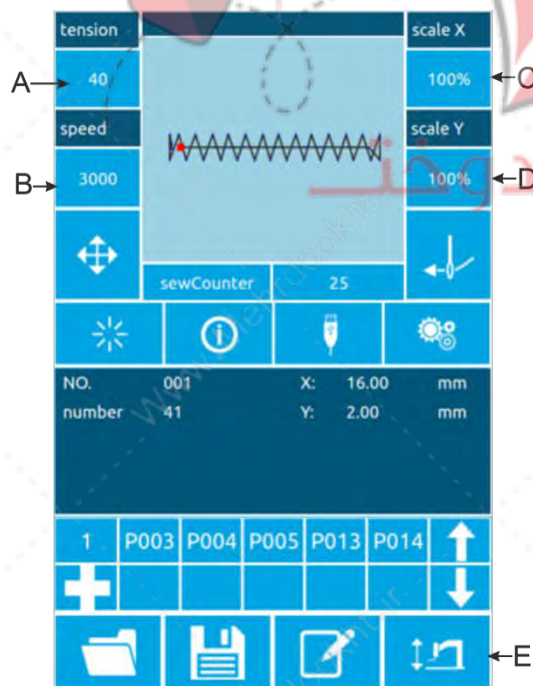 tension
scale X
A
40
100%
C
speed
scale Y
B
3000
100%
D
sewCounter 25
NO. 001 X: 16.00 mm
number 41 Y: 2.00 mm
1 P003 P004 P005 P013 P014
E